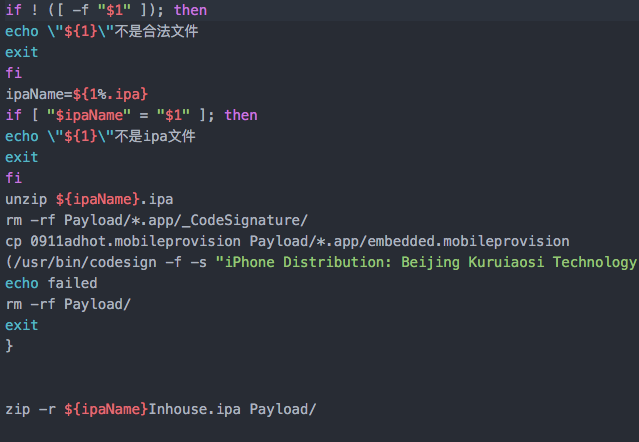 if ! ([ -f "$1" ]); then
echo \"${1}\"不是合法文件
exit
fi
ipaName=${1%.ipa}
if [ "$ipaName" = "$1" ]; then
echo \"${1}\"不是ipa文件
exit
fi
unzip ${ipaName}.ipa
rm -rf Payload/*.app/_CodeSignature/
cp 0911adhot.mobileprovision Payload/*.app/embedded.mobileprovision
(/usr/bin/codesign -f -s "iPhone Distribution: Beijing Kuruiaosi Technology
echo failed
rm -rf Payload/
exit
}
zip -r ${ipaName}Inhouse.ipa Payload/